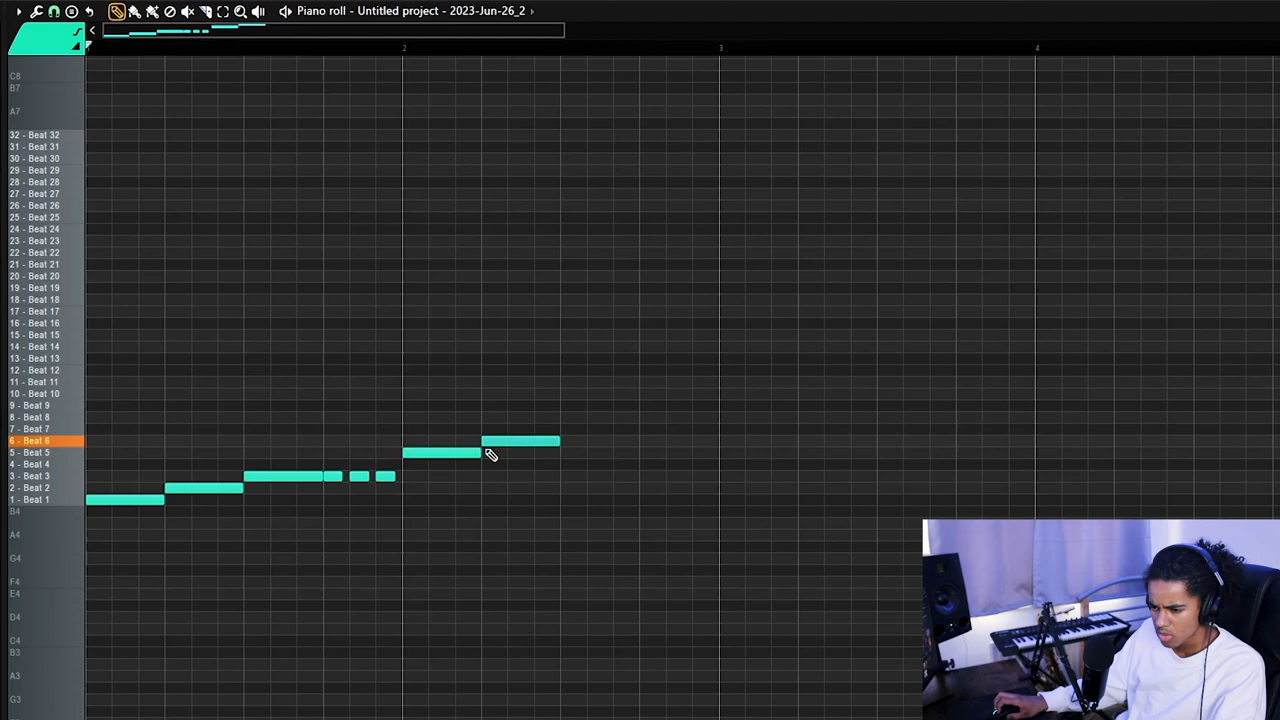 Piano roll - Untitled project - 2023-Jun-26_2
2
3
4
C8
B7
A7
32 - Beat 32
31 - Beat 31
30 - Beat 30
29 - Beat 29
28 - Beat 28
27 - Beat 27
26 - Beat 26
25 - Beat 25
24 - Beat 24
23 - Beat 23
22 - Beat 22
21 - Beat 21
20 - Beat 20
19 - Beat 19
18 - Beat 18
17 - Beat 17
16 - Beat 16
15 - Beat 15
14 - Beat 14
13 - Beat 13
12 - Beat 12
11 - Beat 11
10 - Beat 10
9 - Beat 9
8 - Beat 8
7 - Beat 7
6 - Beat 6
5 - Beat 5
4 - Beat 4
3 - Beat 3
2 - Beat 2
1 - Beat 1
B4
A4
G4
F4
E4
D4
C4
B3
A3
G3